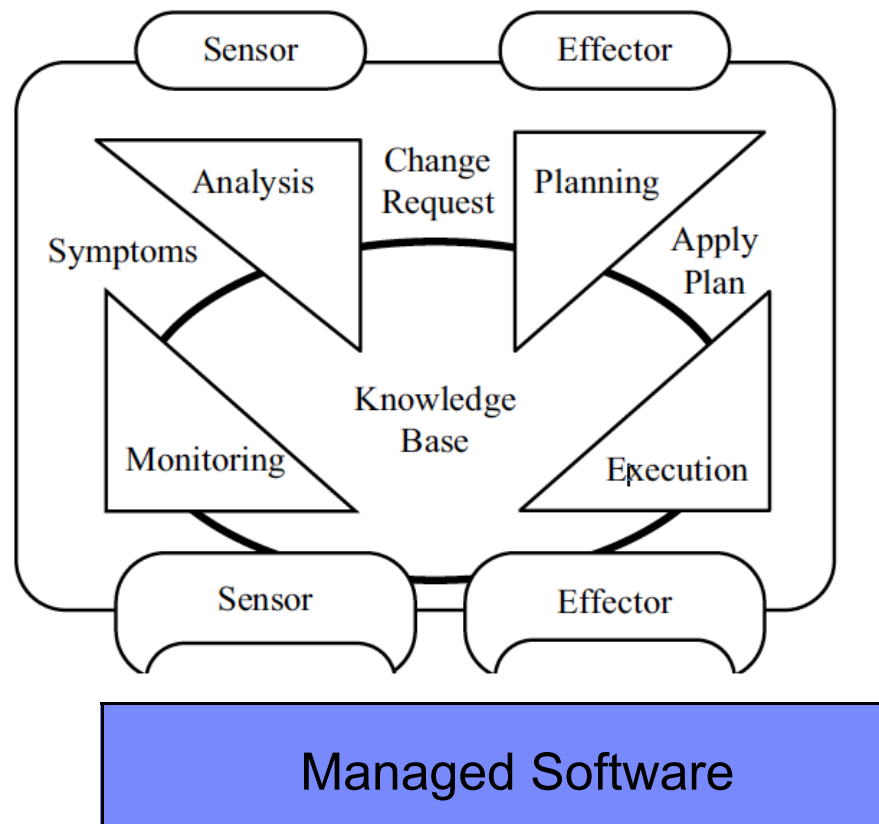 Sensor
Effector
Analysis
Change
Request
Planning
Symptoms
Apply
Plan
Knowledge
Base
Monitoring
Execution
Sensor
Effector
Managed Software